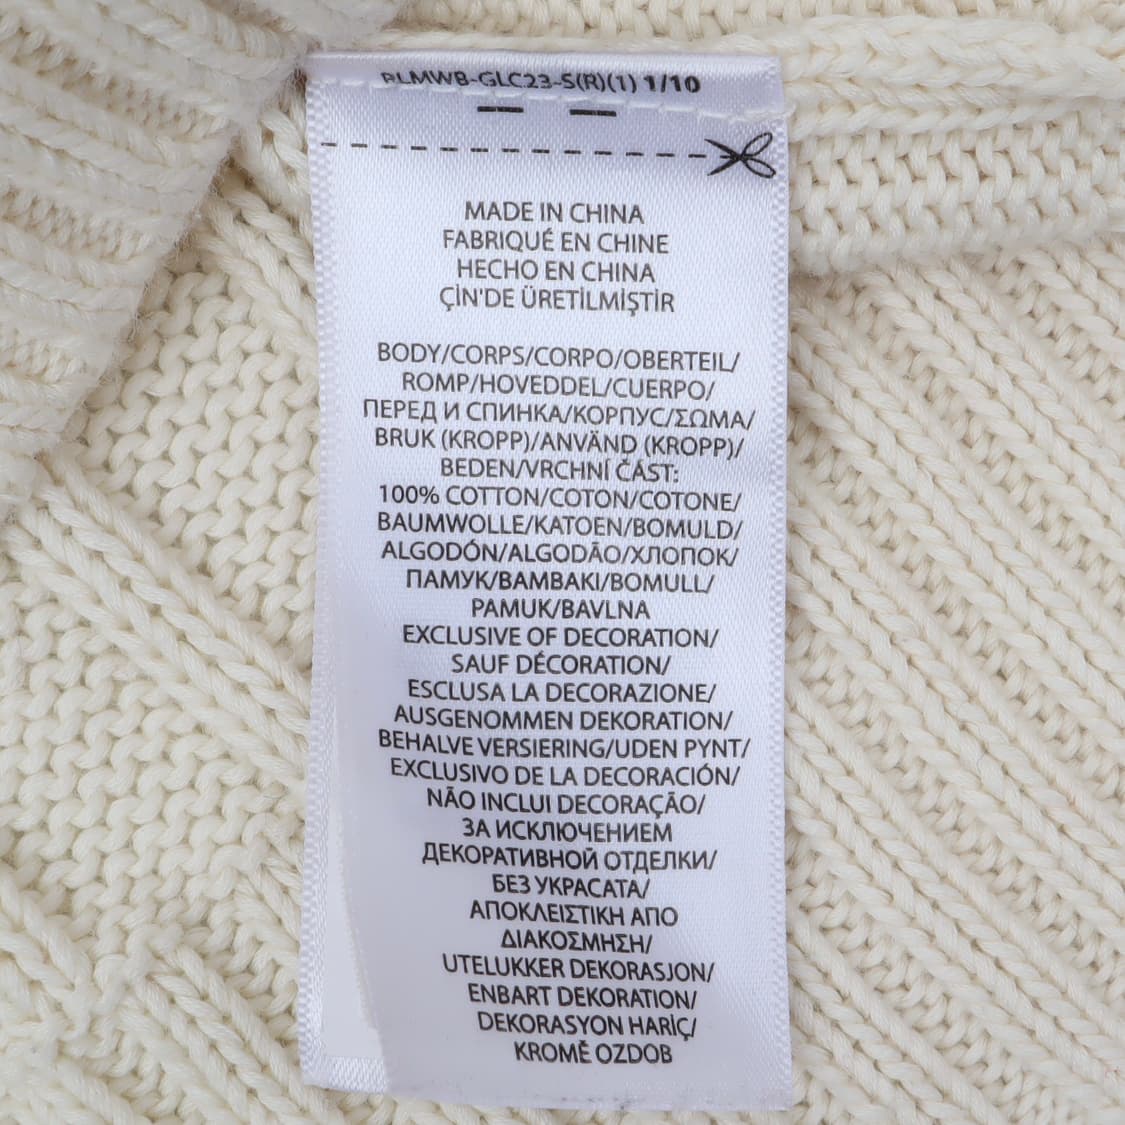 RLMWB-GLC23-S(R)(1) 1/10
MADE IN CHINA
FABRIQUÉ EN CHINE
HECHO EN CHINA
ÇİN'DE ÜRETİLMİŞTİR
BODY/CORPS/CORPO/OBERTEIL/
ROMP/HOVEDDEL/CUERPO/
ПЕРЕД И СПИНКА/КОРПУС/ΣΩΜΑ/
BRUK (KROPP)/ANVÄND (KROPP)/
BEDEN/VRCHNÍ ČÁST:
100% COTTON/COTON/COTONE/
BAUMWOLLE/KATOEN/BOMULD/
ALGODÓN/ALGODÃO/ХЛОПОК/
ПАМУК/ΒΑΜΒΑΚΙ/BOMULL/
PAMUK/BAVLNA
EXCLUSIVE OF DECORATION/
SAUF DÉCORATION/
ESCLUSA LA DECORAZIONE/
AUSGENOMMEN DEKORATION/
BEHALVE VERSIERING/UDEN PYNT/
EXCLUSIVO DE LA DECORACIÓN/
NÃO INCLUI DECORAÇÃO/
ЗА ИСКЛЮЧЕНИЕМ
ДЕКОРАТИВНОЙ ОТДЕЛКИ/
БЕЗ УКРАСАТА/
ΑΠΟΚΛΕΙΣΤΙΚΗ ΑΠΟ
ΔΙΑΚΟΣΜΗΣΗ/
UTELUKKER DEKORASJON/
ENBART DEKORATION/
DEKORASYON HARİÇ/
KROMĚ OZDOB